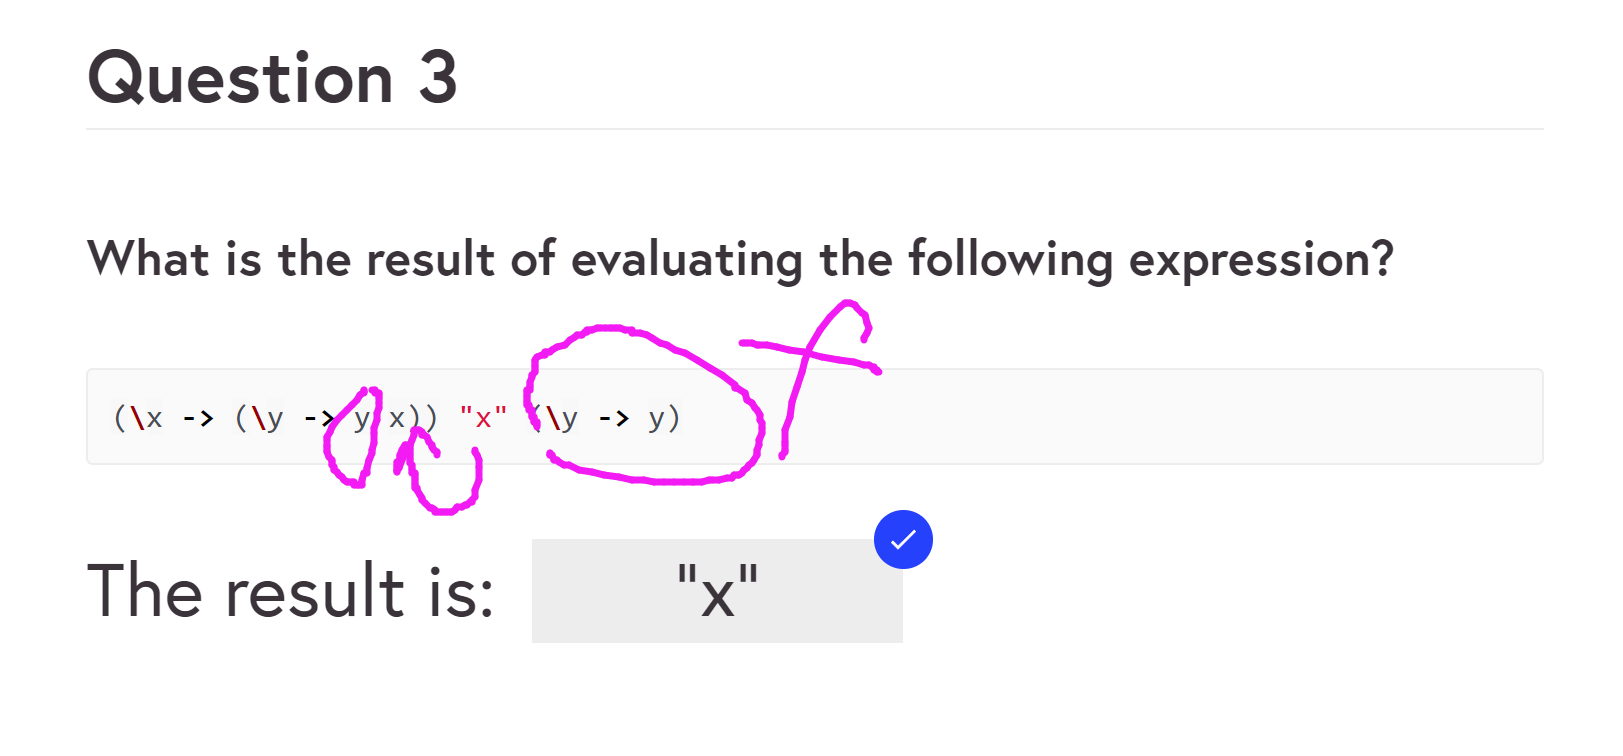 Question 3
What is the result of evaluating the following expression?
(\x -> (\y -> y x)) "x" (\y -> y)
f
The result is: "x"